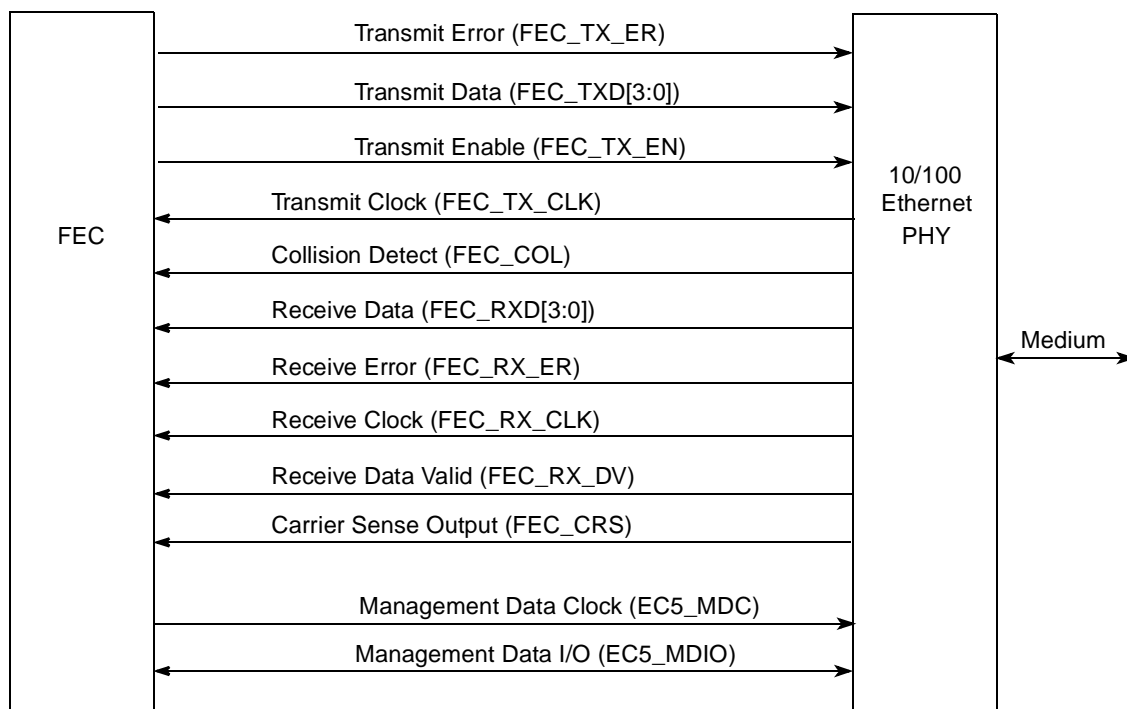 Transmit Error (FEC_TX_ER)
Transmit Data (FEC_TXD[3:0])
Transmit Enable (FEC_TX_EN)
Transmit Clock (FEC_TX_CLK)
Collision Detect (FEC_COL)
Receive Data (FEC_RXD[3:0])
Receive Error (FEC_RX_ER)
Receive Clock (FEC_RX_CLK)
Receive Data Valid (FEC_RX_DV)
Carrier Sense Output (FEC_CRS)
Management Data Clock (EC5_MDC)
Management Data I/O (EC5_MDIO)
FEC
10/100
Ethernet
PHY
Medium